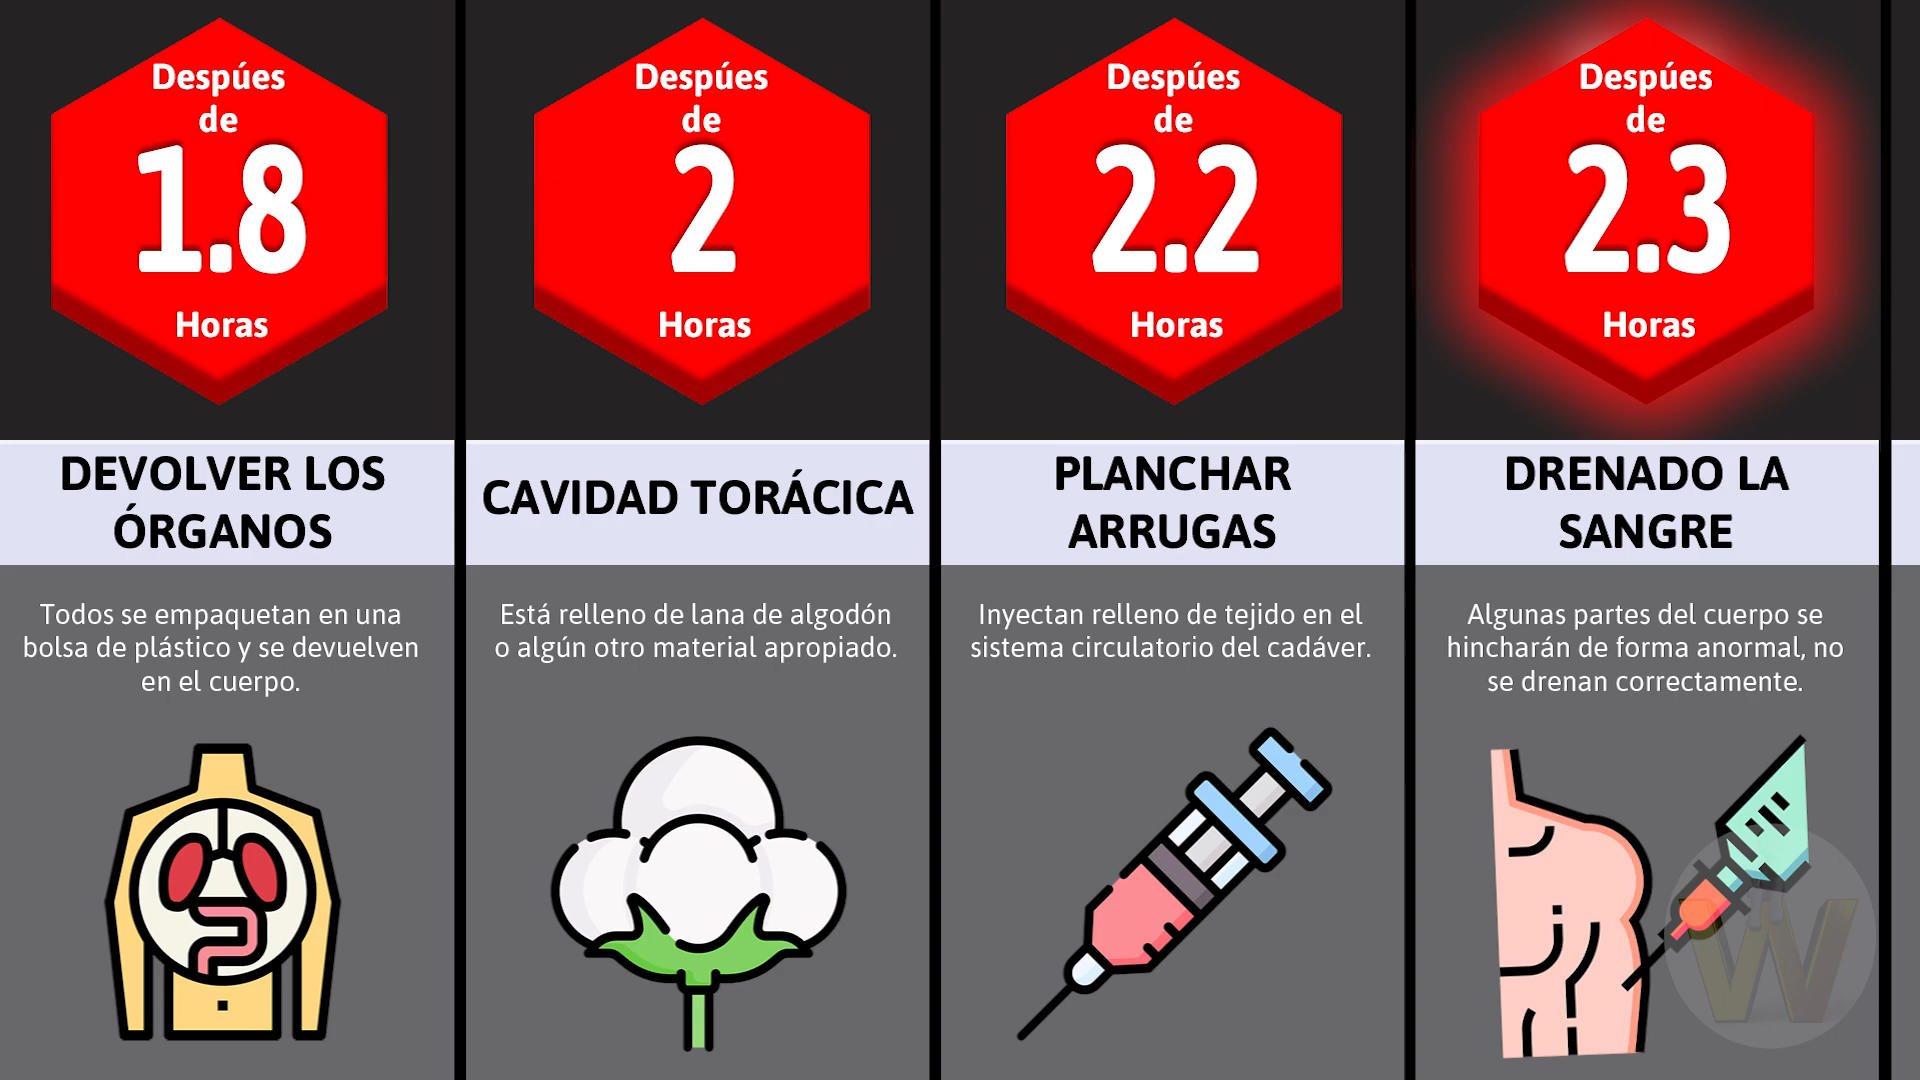 Despúes
de
1.8
Horas
DEVOLVER LOS
ÓRGANOS
Todos se empaquetan en una
bolsa de plástico y se devuelven
en el cuerpo.
Despúes
de
2
Horas
CAVIDAD TORÁCICA
Está relleno de lana de algodón
o algún otro material apropiado.
Despúes
de
2.2
Horas
PLANCHAR
ARRUGAS
Inyectan relleno de tejido en el
sistema circulatorio del cadáver.
Despúes
de
2.3
Horas
DRENADO LA
SANGRE
Algunas partes del cuerpo se
hincharán de forma anormal, no
se drenan correctamente.
W